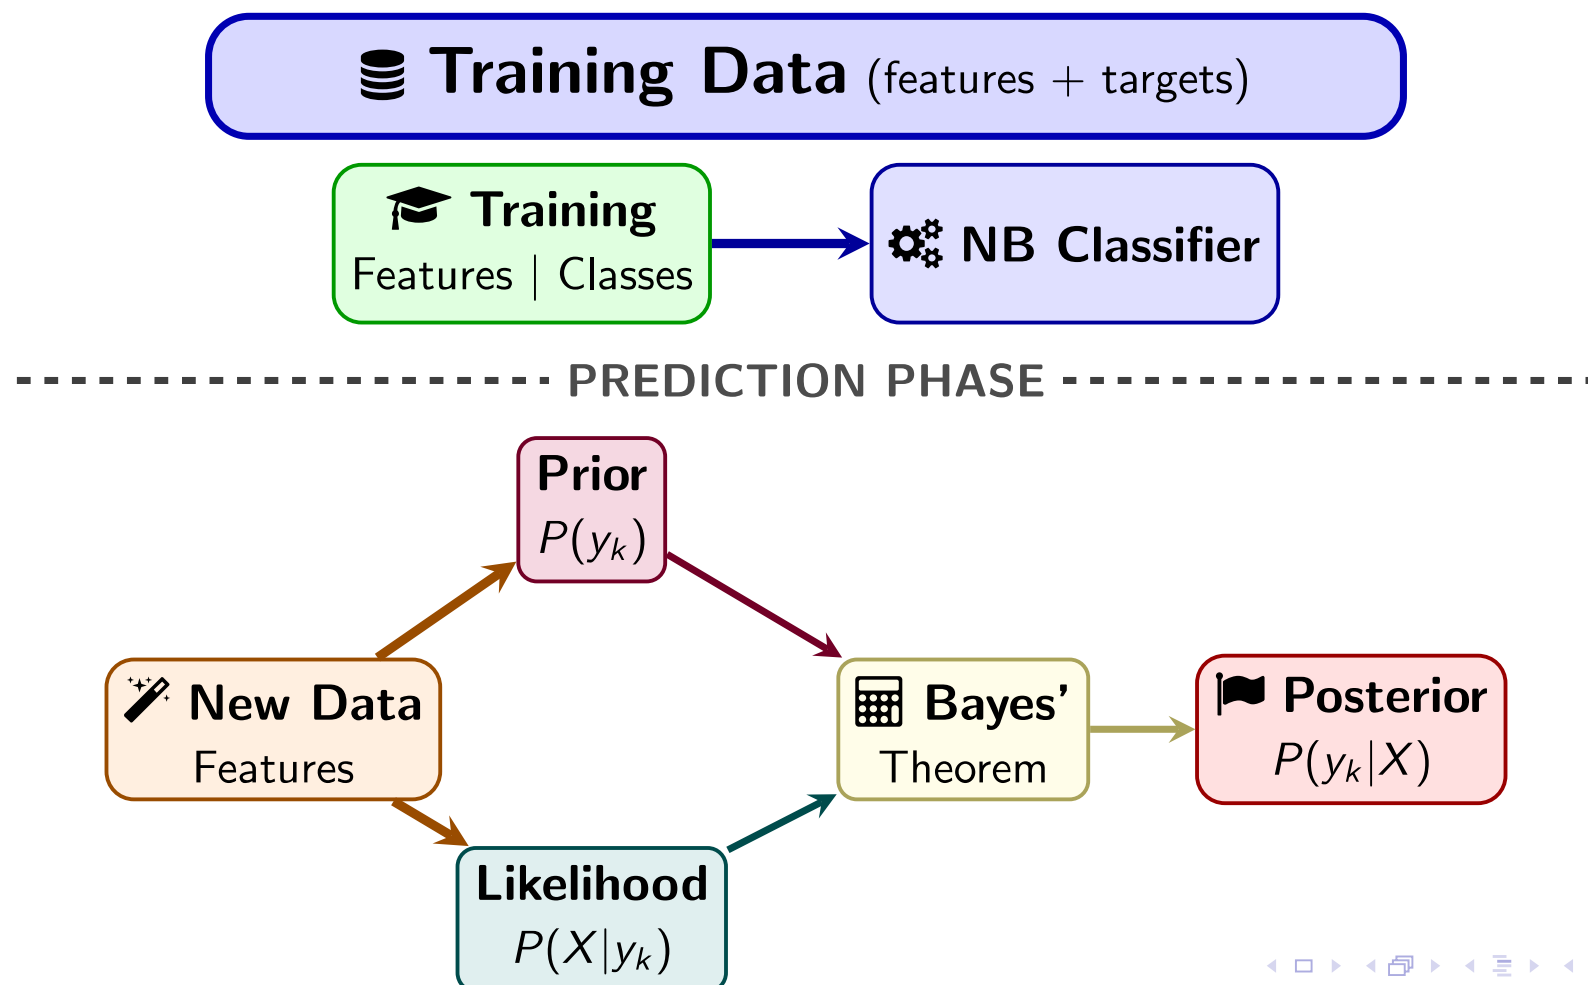 Training Data (features + targets)
Training
Features | Classes
NB Classifier
PREDICTION PHASE
Prior
P(y_k)
New Data
Features
Bayes'
Theorem
Posterior
P(y_k|X)
Likelihood
P(X|y_k)